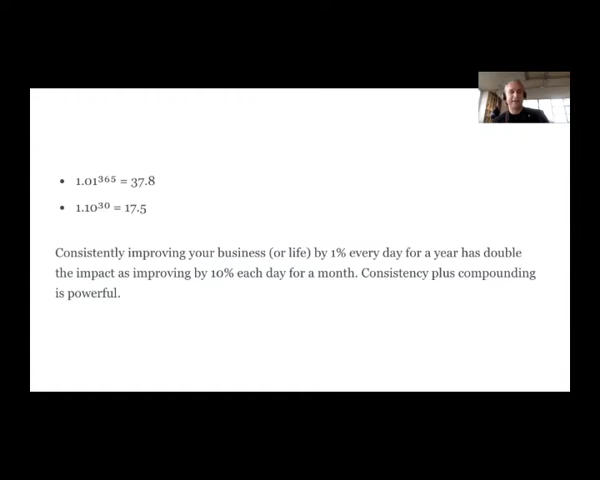 • 1.01³⁶⁵ = 37.8
• 1.10³⁰ = 17.5
Consistently improving your business (or life) by 1% every day for a year has double
the impact as improving by 10% each day for a month. Consistency plus compounding
is powerful.